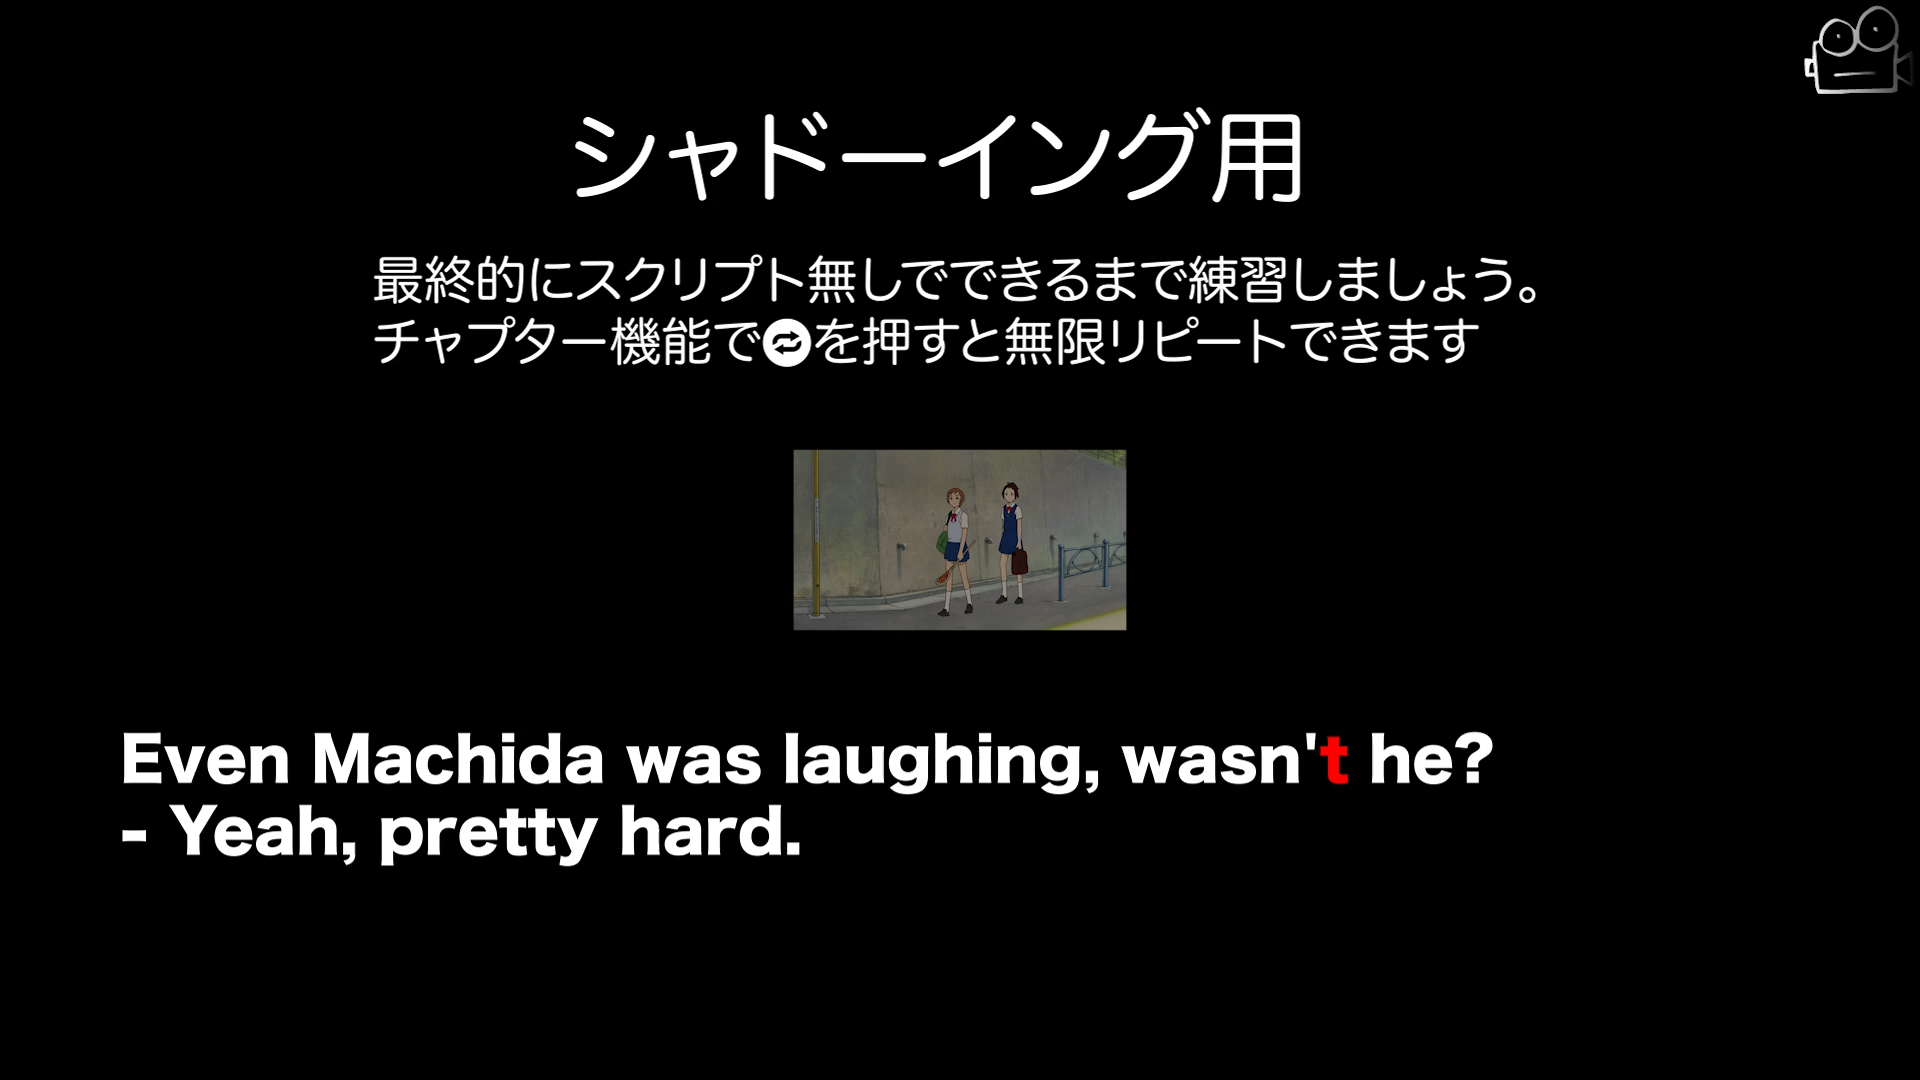 シャドーイング用
最終的にスクリプト無しでできるまで練習しましょう。
チャプター機能でを押すと無限リピートできます
Even Machida was laughing, wasn't he?
- Yeah, pretty hard.